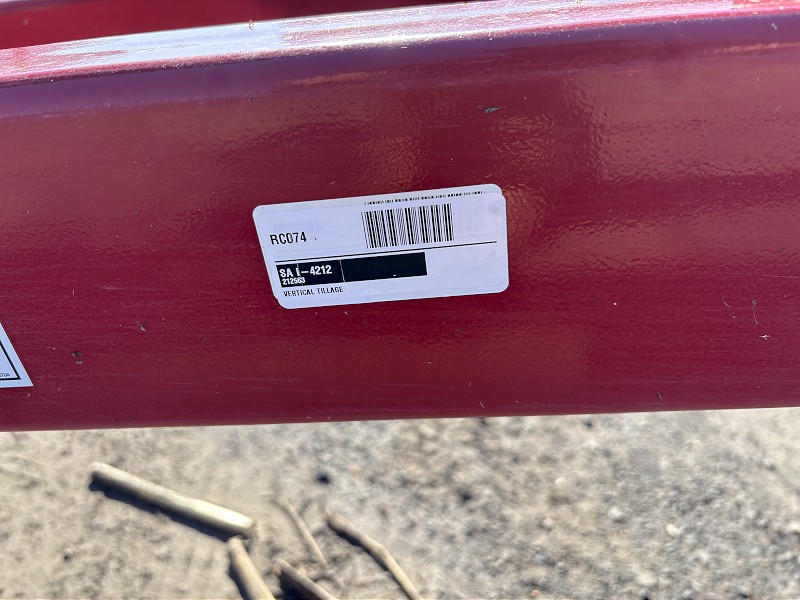 RC074
SA I-4212
212563
VERTICAL TILLAGE